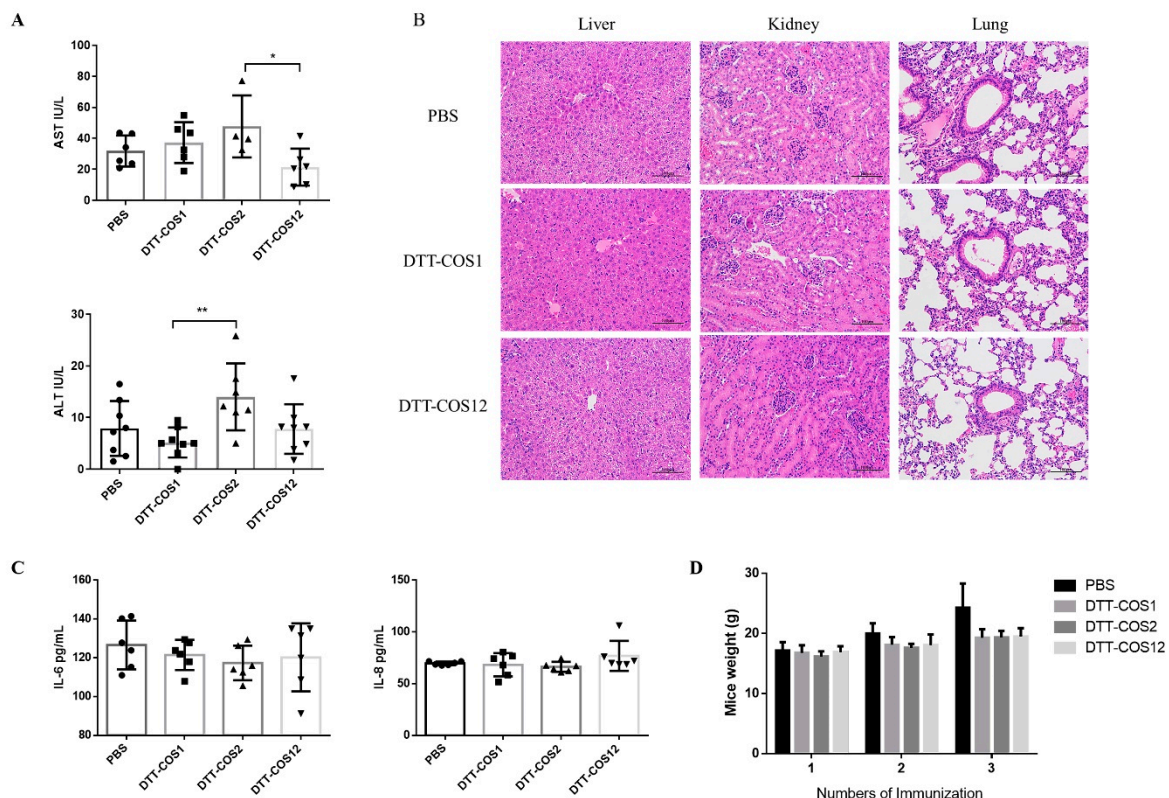 A
AST IU/L
100
80
60
40
20
0
*
PBS
DTT-COS1
DTT-COS2
DTT-COS12
ALT IU/L
30
20
10
0
**
PBS
DTT-COS1
DTT-COS2
DTT-COS12
B
Liver Kidney Lung
PBS
DTT-COS1
DTT-COS12
C
IL-6 pg/mL
160
140
120
100
80
PBS
DTT-COS1
DTT-COS2
DTT-COS12
IL-8 pg/mL
150
100
50
0
PBS
DTT-COS1
DTT-COS2
DTT-COS12
D
Mice weight (g)
30
20
10
0
1 2 3
Numbers of Immunization
PBS
DTT-COS1
DTT-COS2
DTT-COS12